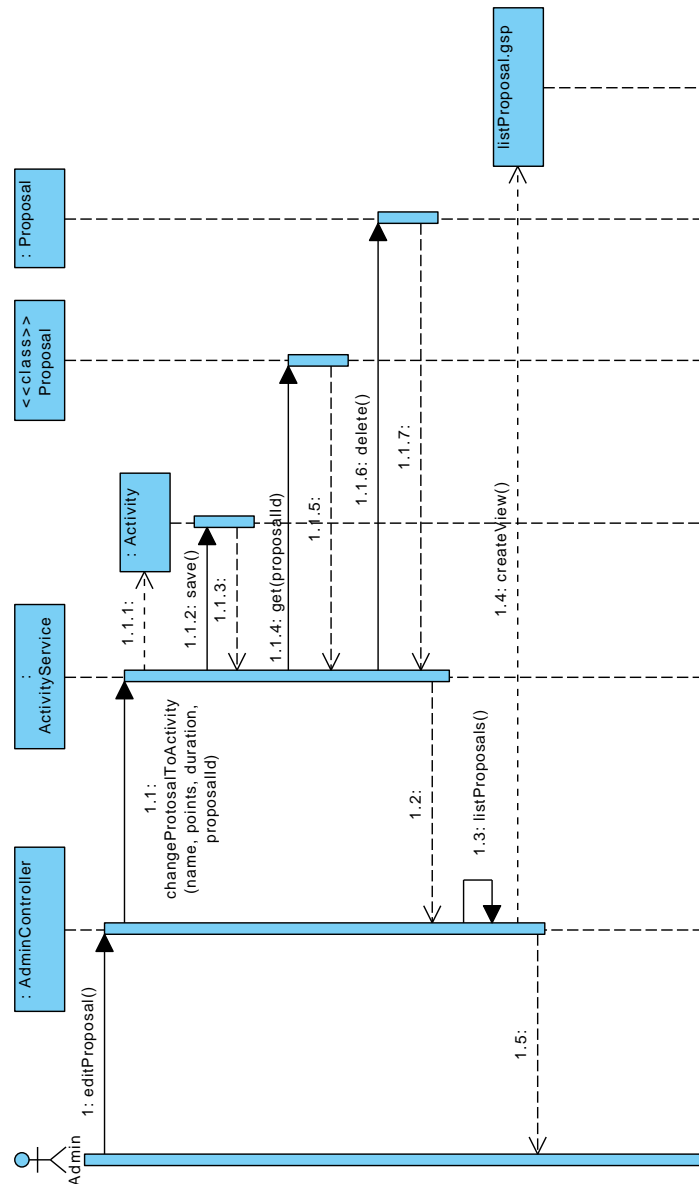 Admin
: AdminController
:
ActivityService
: Activity
<<class>>
Proposal
: Proposal
listProposal.gsp
1: editProposal()
1.1:
changeProtosalToActivity
(name, points, duration,
proposalId)
1.1.1:
1.1.2: save()
1.1.3:
1.1.4: get(proposalId)
1.1.5:
1.1.6: delete()
1.1.7:
1.2:
1.3: listProposals()
1.4: createView()
1.5: